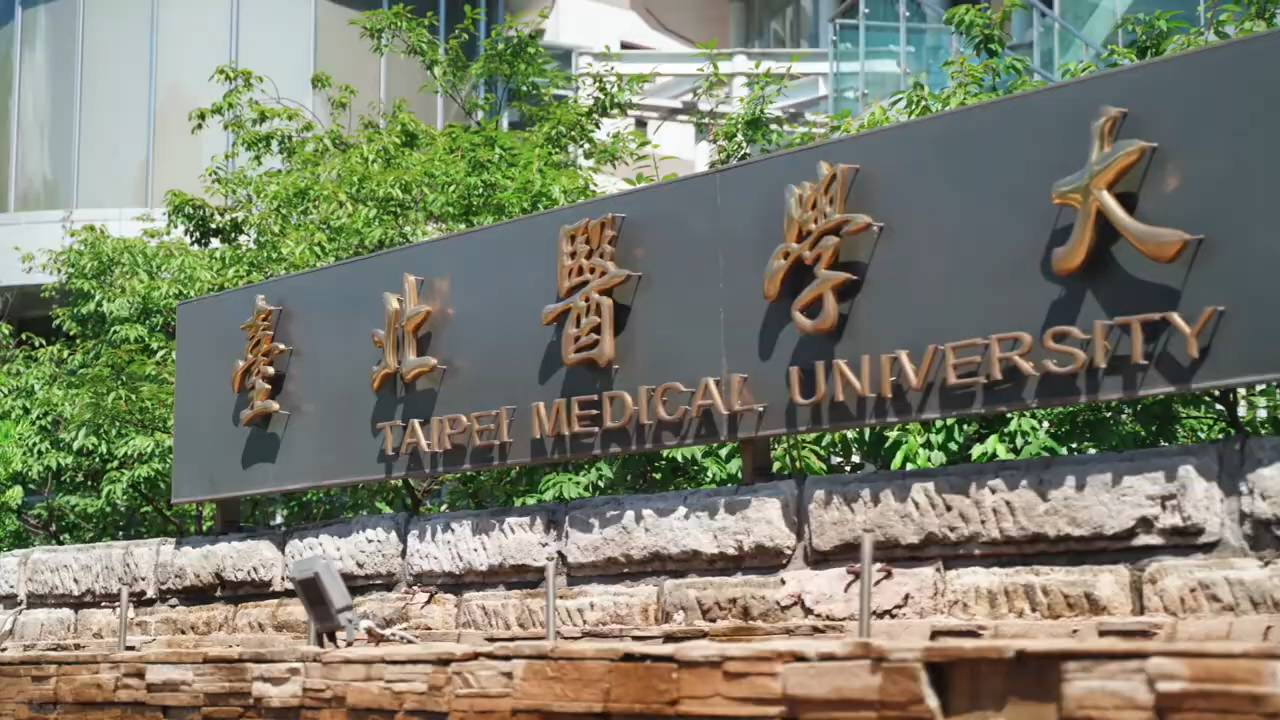 臺北醫學大
TAIPEI MEDICAL UNIVERSITY